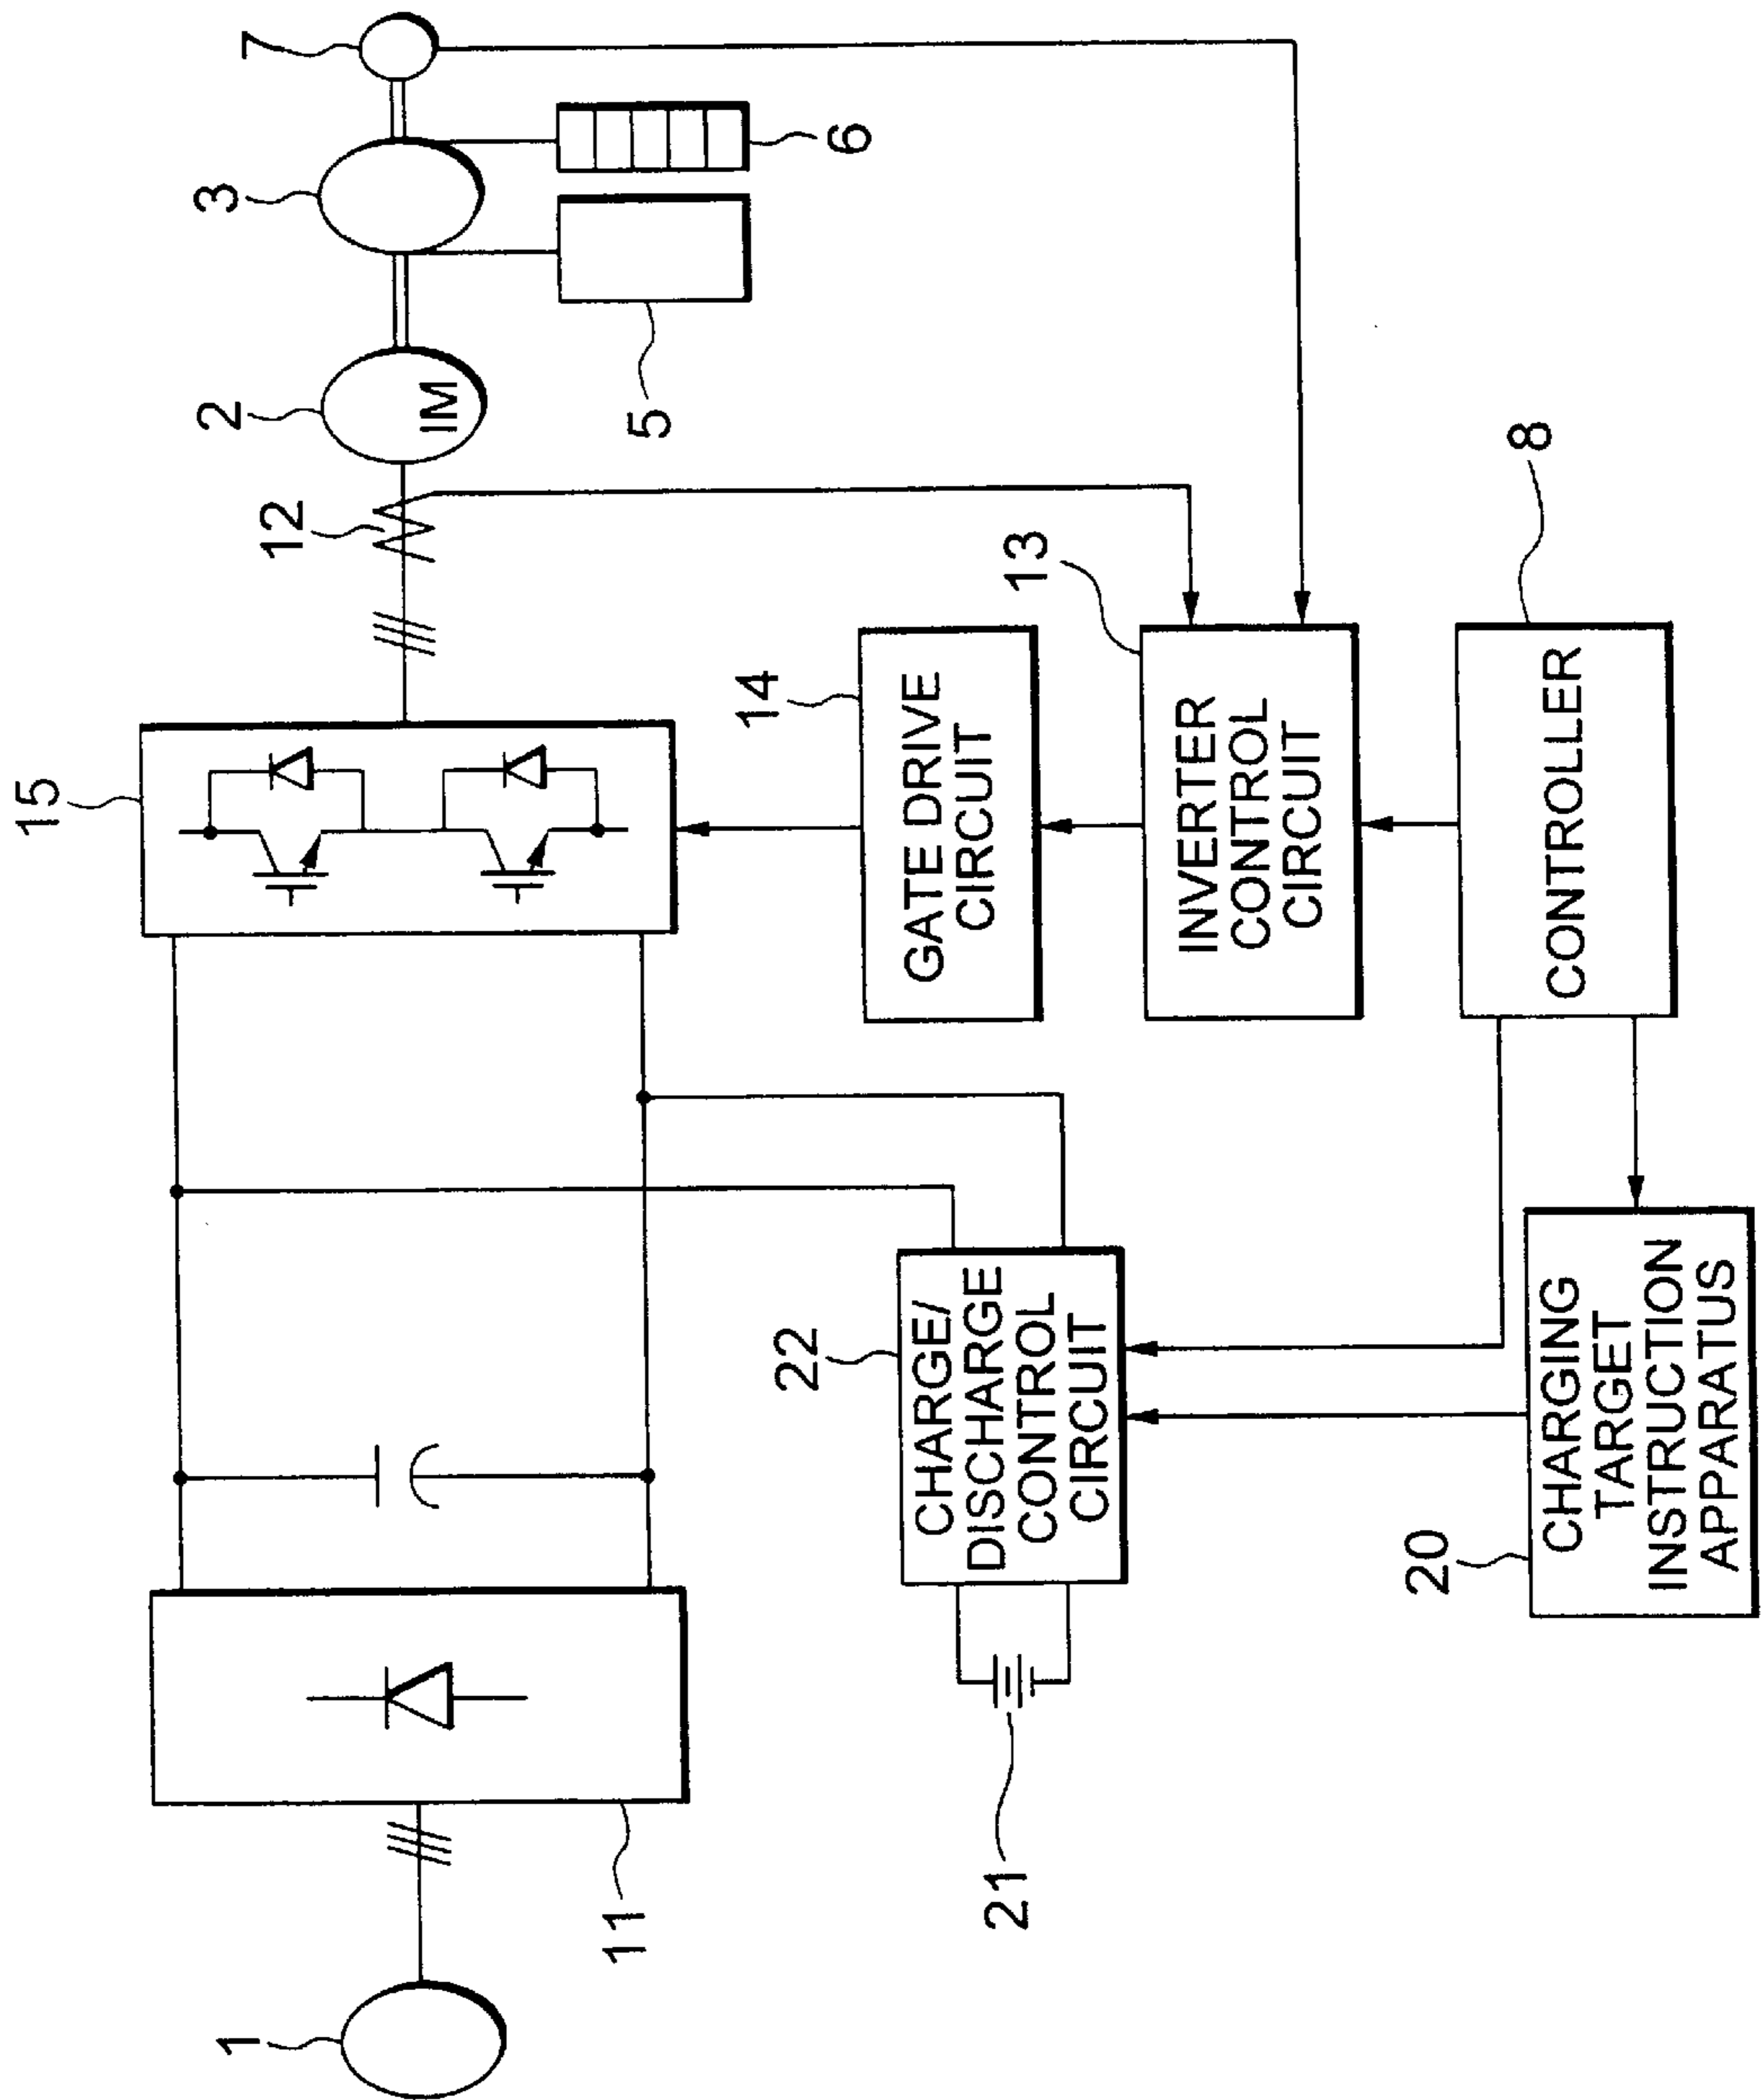 1
11
15
12
2
IM
3
7
5
6
21
22
CHARGE/
DISCHARGE
CONTROL
CIRCUIT
14
GATE DRIVE
CIRCUIT
13
INVERTER
CONTROL
CIRCUIT
20
CHARGING
TARGET
INSTRUCTION
APPARATUS
8
CONTROLLER